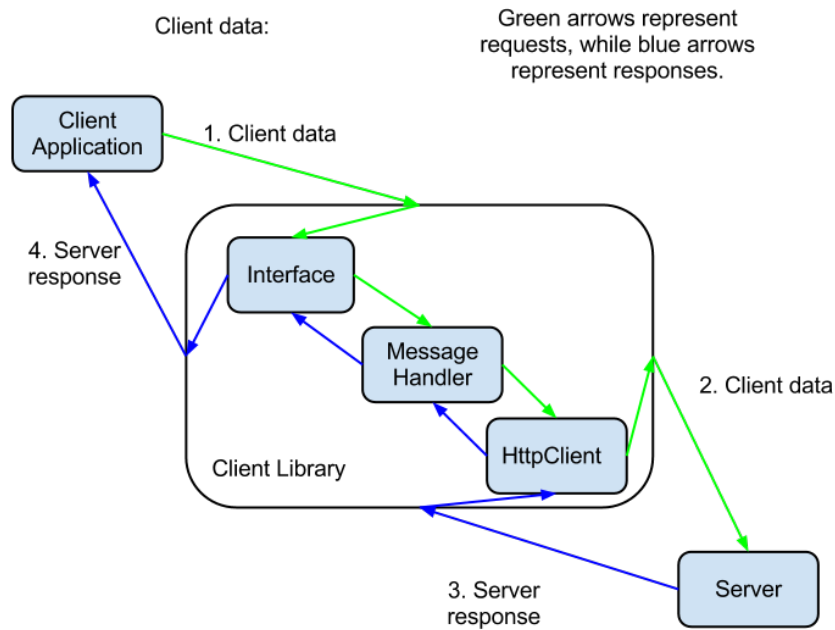 Client data:
Green arrows represent
requests, while blue arrows
represent responses.
Client
Application
1. Client data
4. Server
response
Interface
Message
Handler
2. Client data
HttpClient
Client Library
3. Server
response
Server